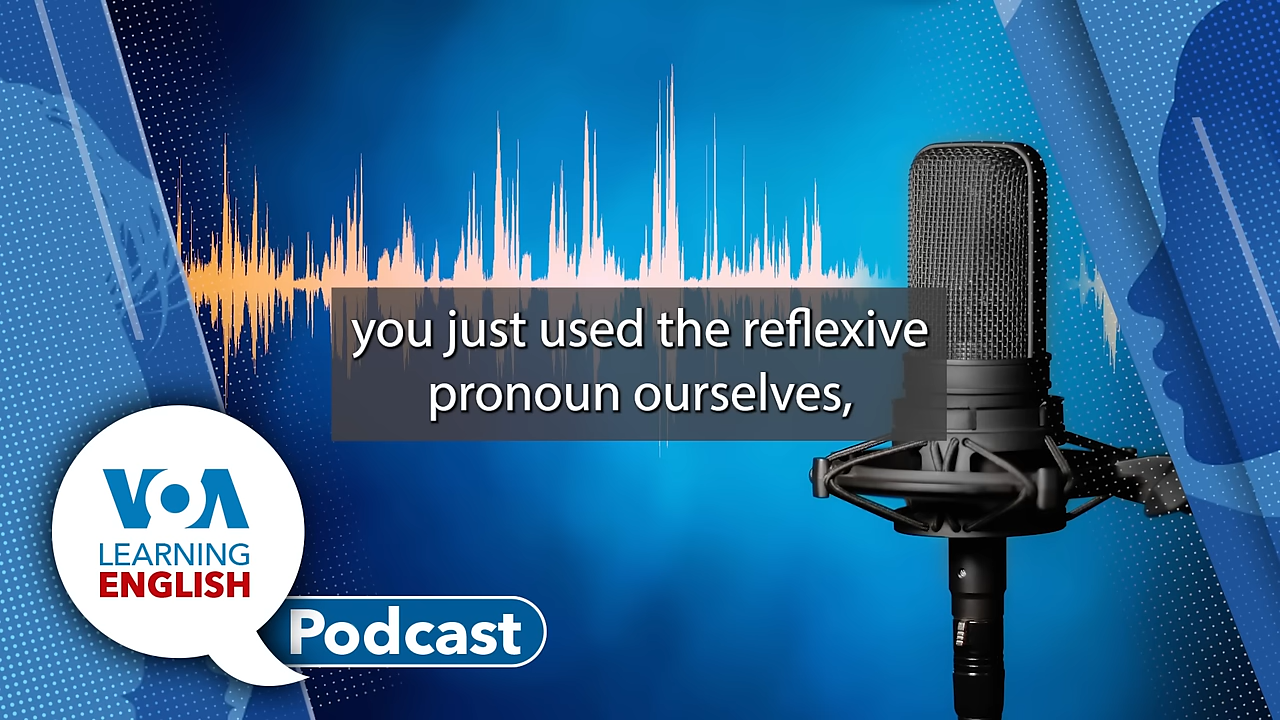 you just used the reflexive
pronoun ourselves,
VOA
LEARNING
ENGLISH
Podcast